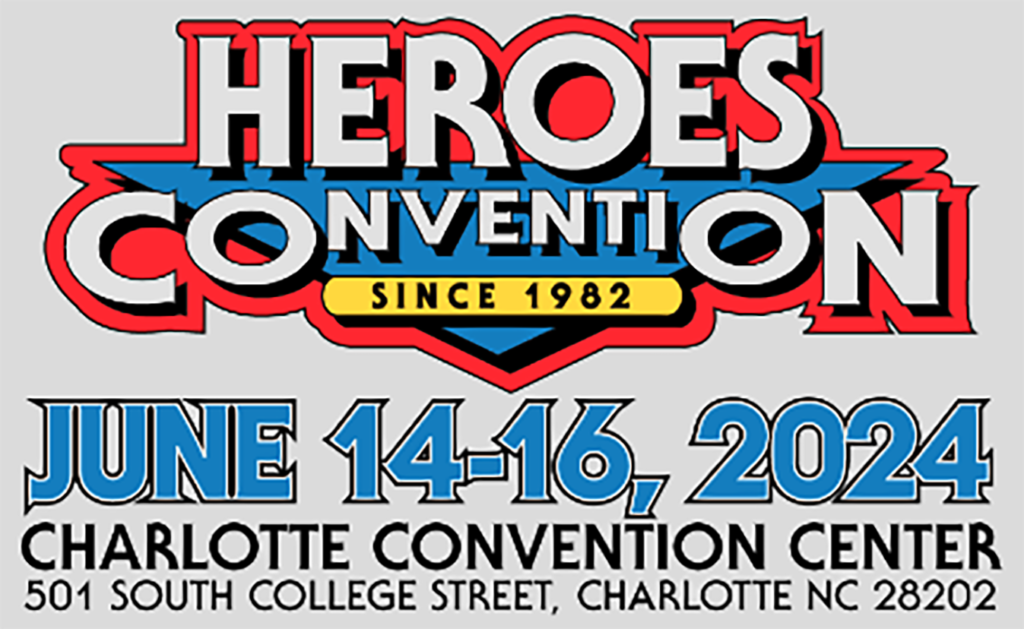 HEROES
CONVENTION
SINCE 1982
JUNE 14-16, 2024
CHARLOTTE CONVENTION CENTER
501 SOUTH COLLEGE STREET, CHARLOTTE NC 28202